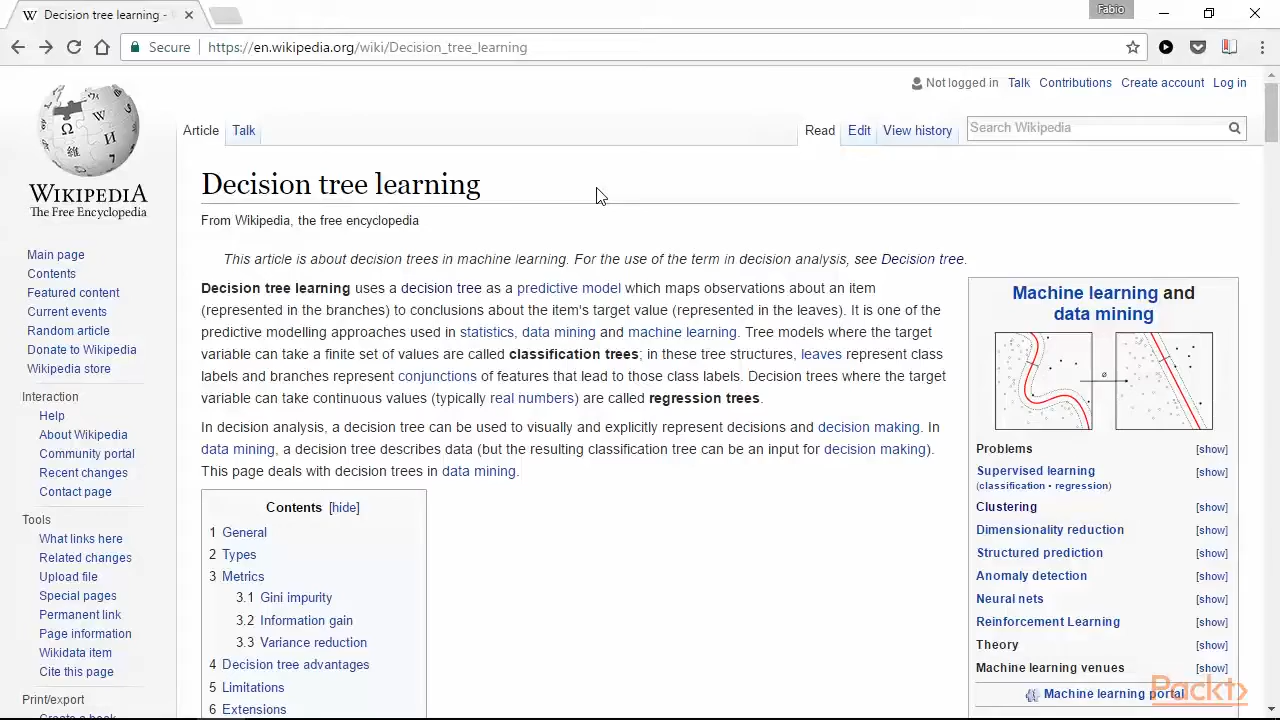 Decision tree learning -
Fabio
Secure
https://en.wikipedia.org/wiki/Decision_tree_learning
Not logged in Talk Contributions Create account Log in
Article Talk
Read Edit View history
Search Wikipedia
WIKIPEDIA
The Free Encyclopedia
Main page
Contents
Featured content
Current events
Random article
Donate to Wikipedia
Wikipedia store
Interaction
Help
About Wikipedia
Community portal
Recent changes
Contact page
Tools
What links here
Related changes
Upload file
Special pages
Permanent link
Page information
Wikidata item
Cite this page
Print/export
Decision tree learning
From Wikipedia, the free encyclopedia
This article is about decision trees in machine learning. For the use of the term in decision analysis, see Decision tree.
Decision tree learning uses a decision tree as a predictive model which maps observations about an item
(represented in the branches) to conclusions about the item's target value (represented in the leaves). It is one of the
predictive modelling approaches used in statistics, data mining and machine learning. Tree models where the target
variable can take a finite set of values are called classification trees; in these tree structures, leaves represent class
labels and branches represent conjunctions of features that lead to those class labels. Decision trees where the target
variable can take continuous values (typically real numbers) are called regression trees.
In decision analysis, a decision tree can be used to visually and explicitly represent decisions and decision making. In
data mining, a decision tree describes data (but the resulting classification tree can be an input for decision making).
This page deals with decision trees in data mining.
Contents [hide]
1 General
2 Types
3 Metrics
3.1 Gini impurity
3.2 Information gain
3.3 Variance reduction
4 Decision tree advantages
5 Limitations
6 Extensions
Machine learning and
data mining
Problems [show]
Supervised learning [show]
(classification • regression)
Clustering [show]
Dimensionality reduction [show]
Structured prediction [show]
Anomaly detection [show]
Neural nets [show]
Reinforcement Learning [show]
Theory [show]
Machine learning venues [show]
Machine learning portal
Packt